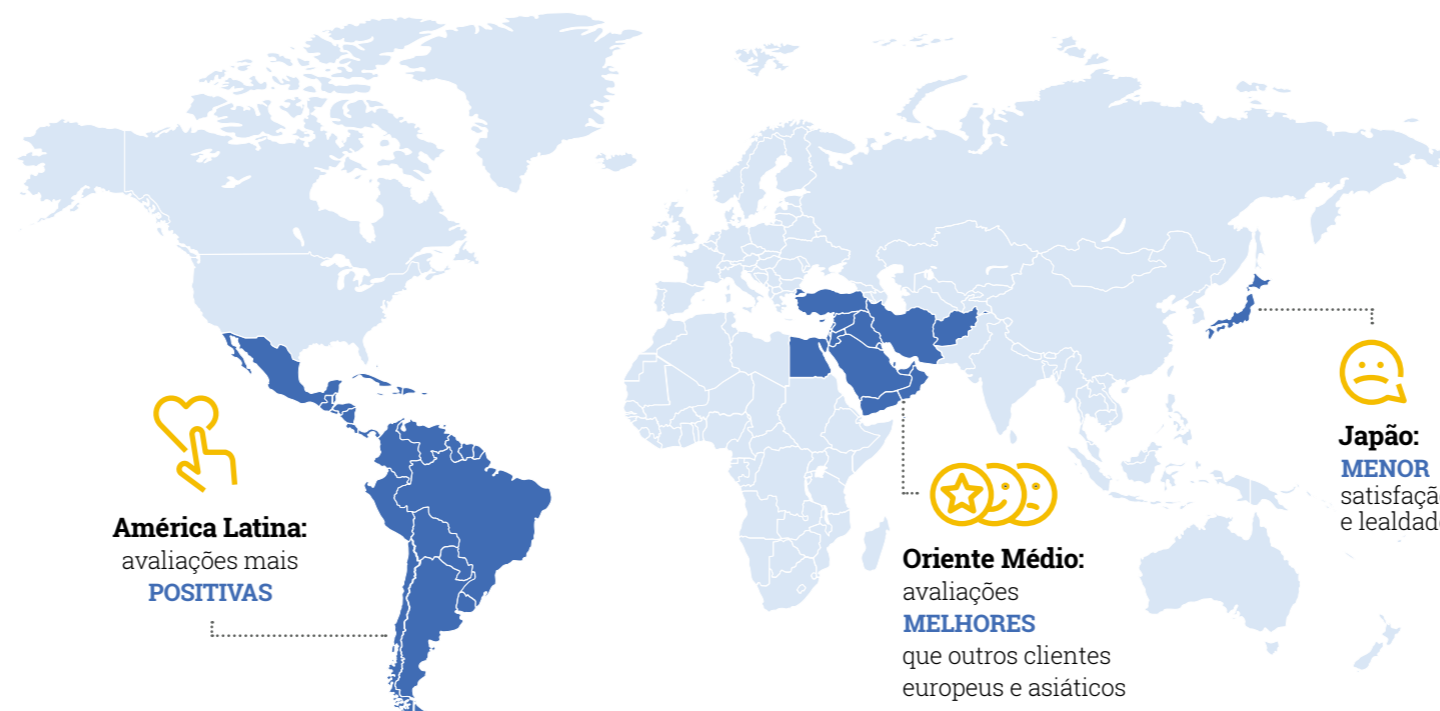 América Latina:
avaliações mais
POSITIVAS
Oriente Médio:
avaliações
MELHORES
que outros clientes
europeus e asiáticos
Japão:
MENOR
e